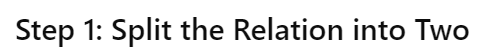 Step 1: Split the Relation into Two